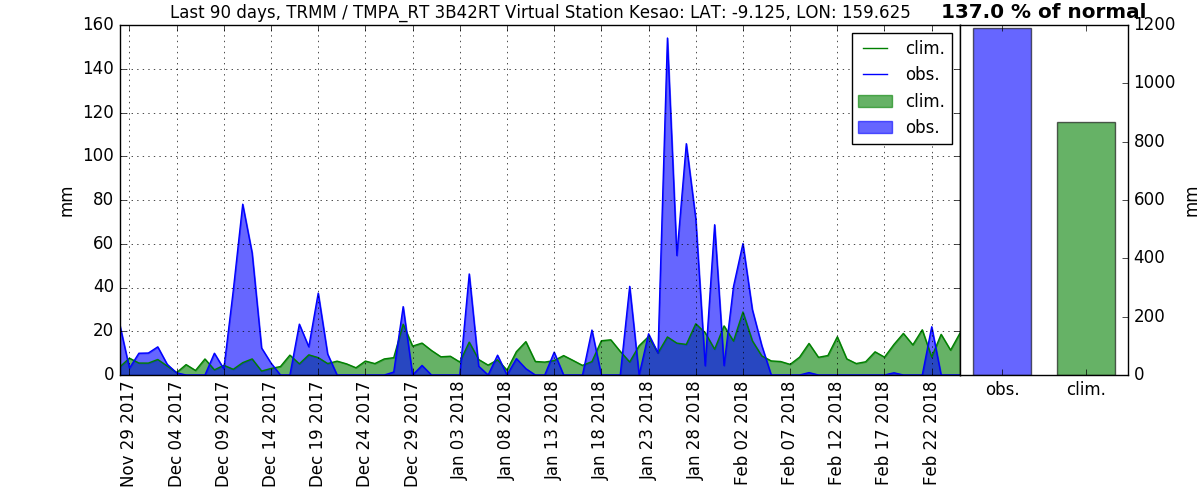 Last 90 days, TRMM / TMPA_RT 3B42RT Virtual Station Kesao: LAT: -9.125, LON: 159.625
137.0 % of normal
160
140
120
100
80
60
40
20
0
mm
clim.
obs.
clim.
obs.
Nov 29 2017
Dec 04 2017
Dec 09 2017
Dec 14 2017
Dec 19 2017
Dec 24 2017
Dec 29 2017
Jan 03 2018
Jan 08 2018
Jan 13 2018
Jan 18 2018
Jan 23 2018
Jan 28 2018
Feb 02 2018
Feb 07 2018
Feb 12 2018
Feb 17 2018
Feb 22 2018
1200
1000
800
600
400
200
0
mm
obs.
clim.